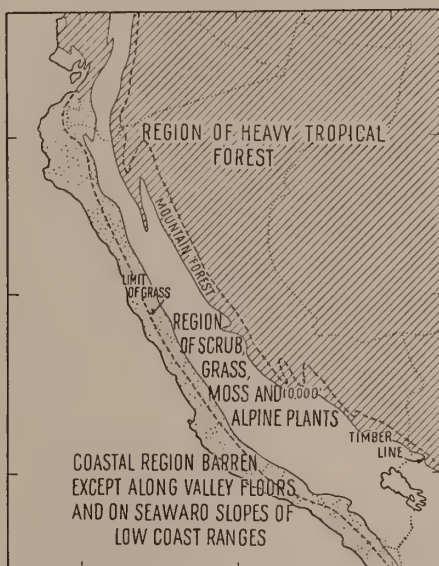 REGION OF HEAVY TROPICAL
FOREST
MOUNTAIN FOREST
LIMIT
OF GRASS
REGION
OF SCRUB,
GRASS,
MOSS AND
10,000'
ALPINE PLANTS
TIMBER
LINE
COASTAL REGION BARREN
EXCEPT ALONG VALLEY FLOORS
AND ON SEAWARD SLOPES OF
LOW COAST RANGES